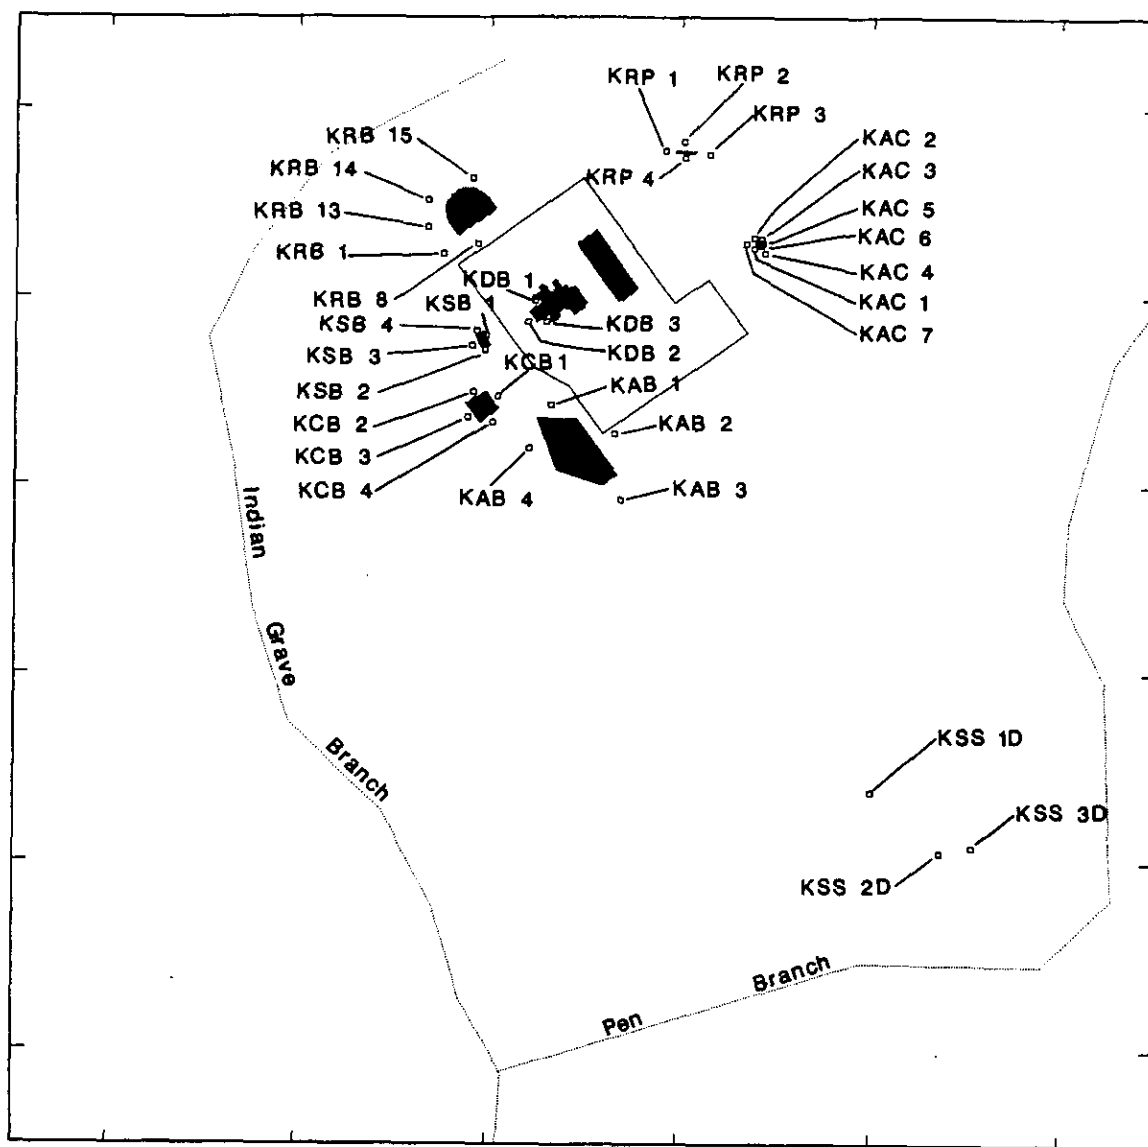 KRP 1
KRP 2
KRP 3
KRB 15
KAC 2
KRB 14
KAC 3
KRP 4
KRB 13
KAC 5
KAC 6
KRB 1
KAC 4
KDB 1
KRB 8
KAC 1
KSB 1
KSB 4
KDB 3
KAC 7
KSB 3
KDB 2
KCB 1
KSB 2
KAB 1
KCB 2
KAB 2
KCB 3
KCB 4
KAB 4
KAB 3
Indian
Grave
Branch
KSS 1D
KSS 3D
KSS 2D
Pen Branch